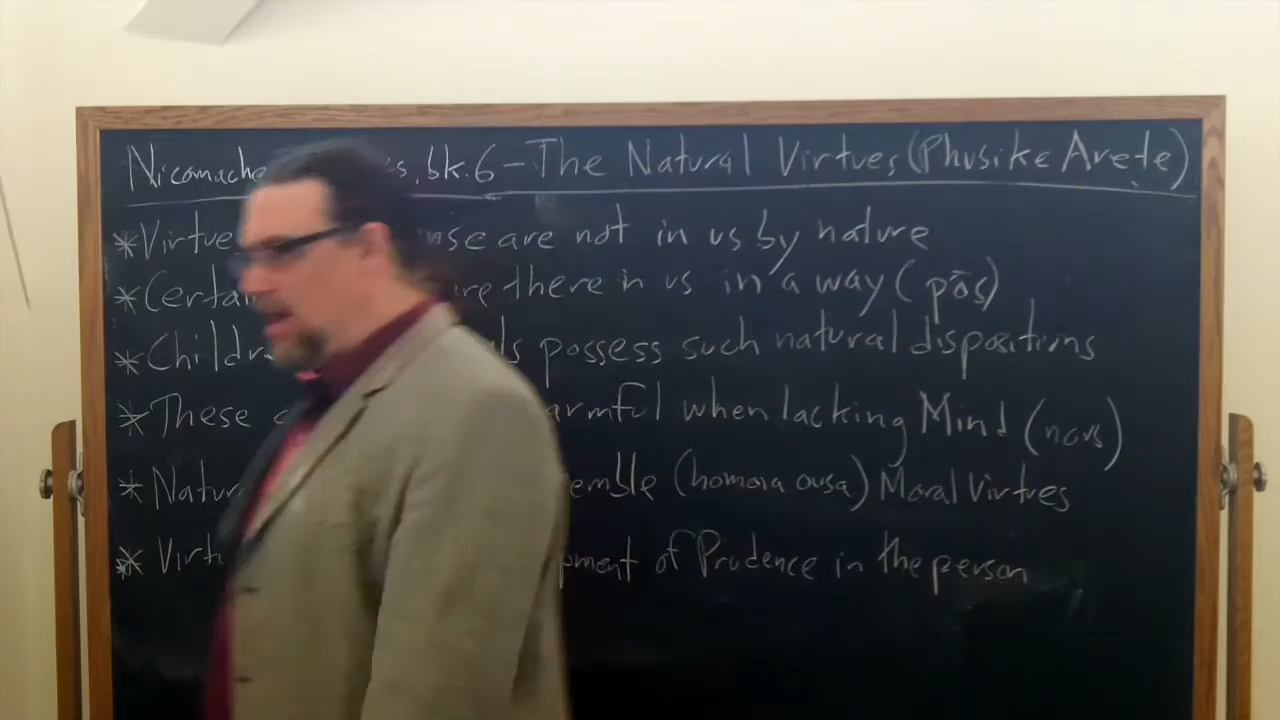 Nicomache s, bk. 6 - The Natural Virtues (Phusike Arete)
* Virtue nse are not in us by nature
* Certai are there in us in a way (pōs)
* Childr ls possess such natural dispositions
* These armful when lacking Mind (nous)
* Natur emble (homoia ousa) Moral Virtues
* Virt pment of Prudence in the person